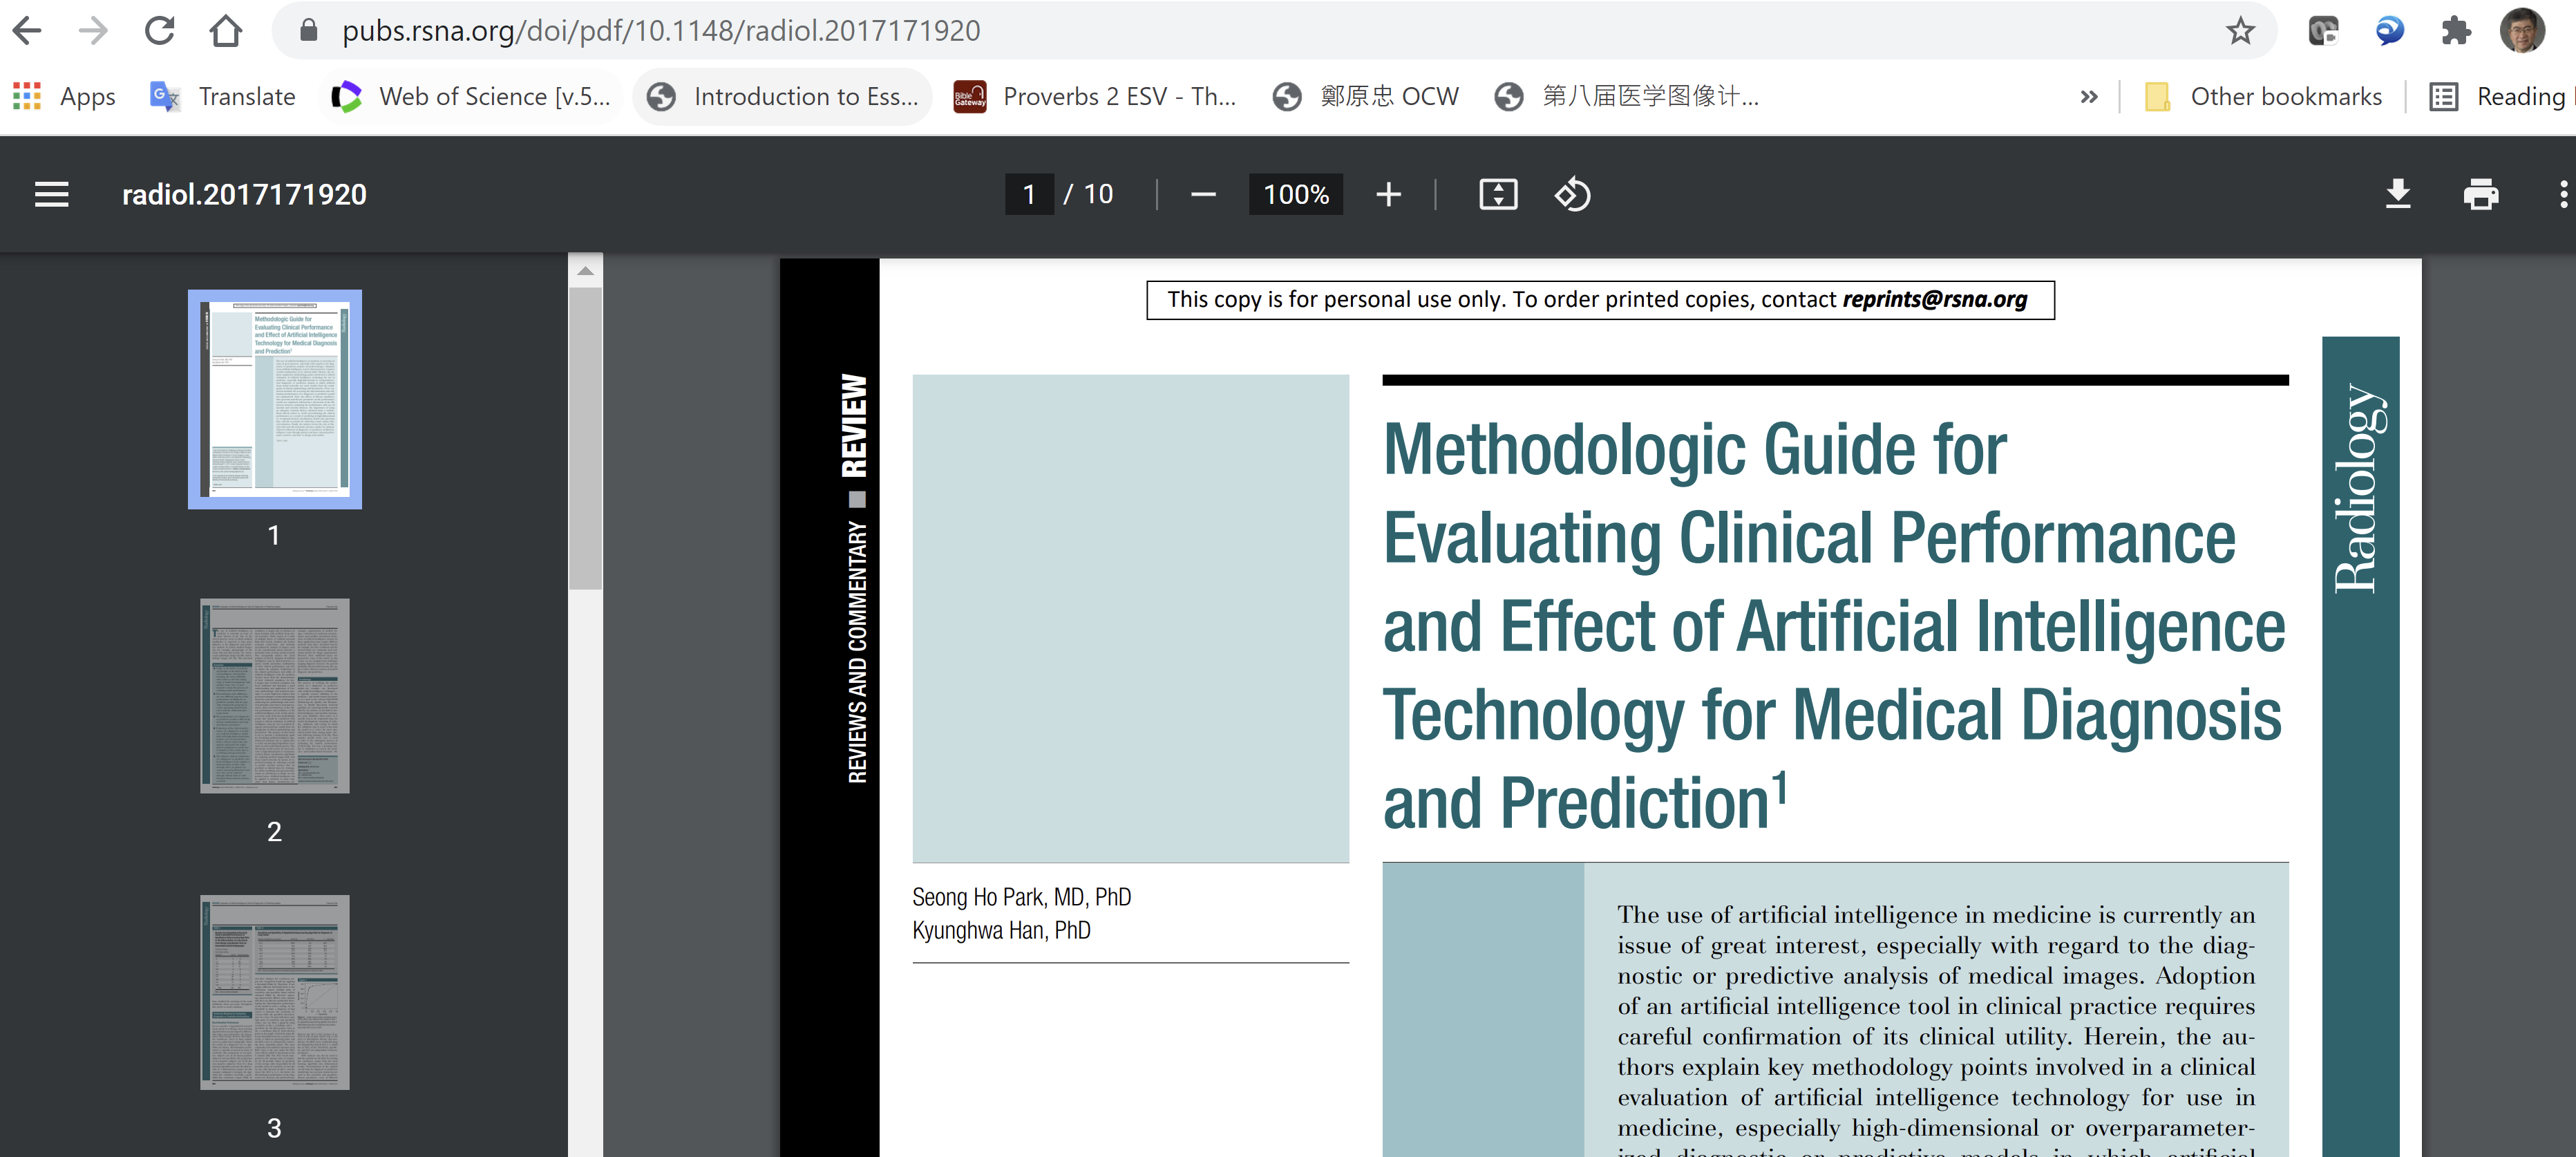 pubs.rsna.org/doi/pdf/10.1148/radiol.2017171920
Apps Translate Web of Science [v.5... Introduction to Ess... Proverbs 2 ESV - Th... 鄭原忠 OCW 第八届医学图像计... » Other bookmarks Reading
radiol.2017171920 1 / 10 100%
1
2
3
This copy is for personal use only. To order printed copies, contact reprints@rsna.org
REVIEWS AND COMMENTARY ■ REVIEW
Methodologic Guide for
Evaluating Clinical Performance
and Effect of Artificial Intelligence
Technology for Medical Diagnosis
and Prediction¹
Radiology
Seong Ho Park, MD, PhD
Kyunghwa Han, PhD
The use of artificial intelligence in medicine is currently an
issue of great interest, especially with regard to the diag-
nostic or predictive analysis of medical images. Adoption
of an artificial intelligence tool in clinical practice requires
careful confirmation of its clinical utility. Herein, the au-
thors explain key methodology points involved in a clinical
evaluation of artificial intelligence technology for use in
medicine, especially high-dimensional or overparameter-
ized diagnostic or predictive models in which artificial